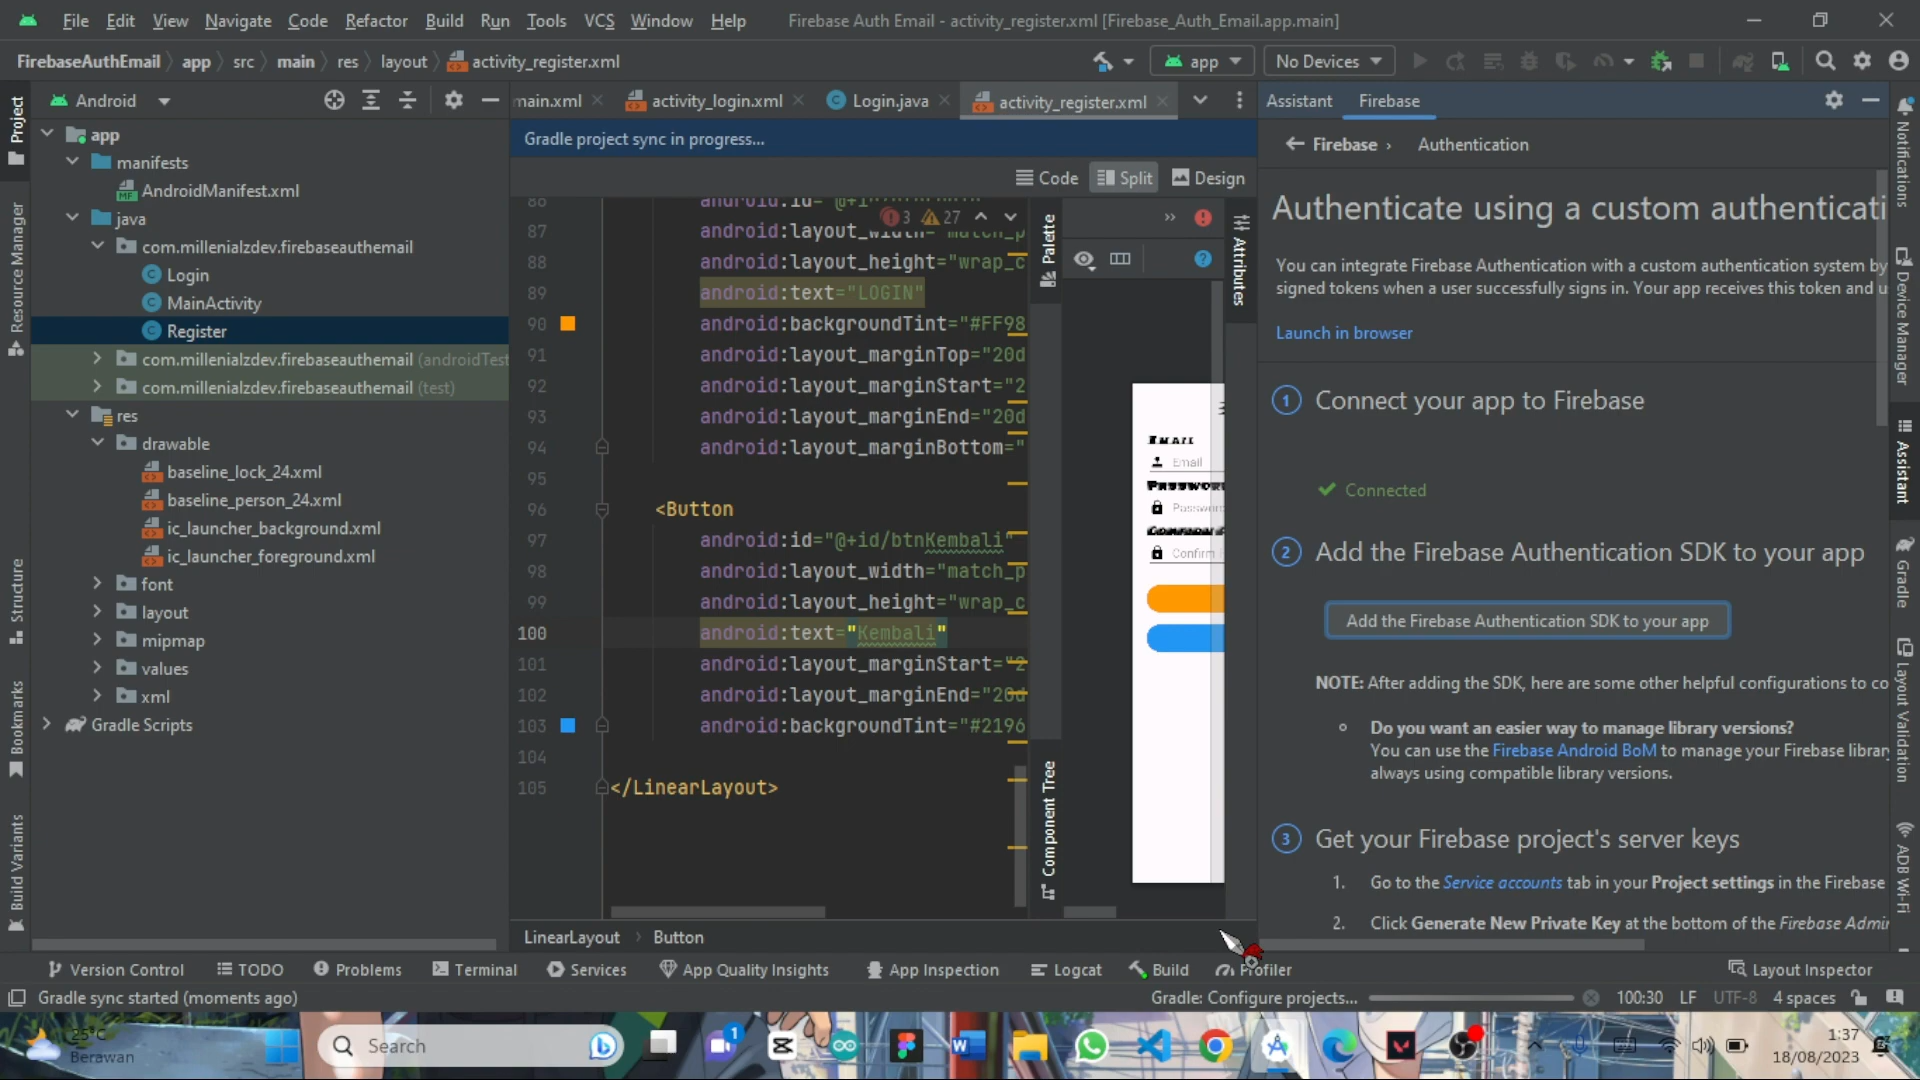 File Edit View Navigate Code Refactor Build Run Tools VCS Window Help Firebase Auth Email - activity_register.xml [Firebase_Auth_Email.app.main]
FirebaseAuthEmail app src main res layout activity_register.xml app No Devices
Project
Android
main.xml activity_login.xml Login.java activity_register.xml
Assistant Firebase
Gradle project sync in progress...
Firebase › Authentication
Code Split Design
app
manifests
AndroidManifest.xml
java
com.millenialzdev.firebaseauthemail
Login
MainActivity
Register
com.millenialzdev.firebaseauthemail (androidTest
com.millenialzdev.firebaseauthemail (test)
res
drawable
baseline_lock_24.xml
baseline_person_24.xml
ic_launcher_background.xml
ic_launcher_foreground.xml
font
layout
mipmap
values
xml
Gradle Scripts
Resource Manager
Structure
Bookmarks
Build Variants
3 27
86
87 android:layout_width="match_p
88 android:layout_height="wrap_c
89 android:text="LOGIN"
90 android:backgroundTint="#FF98
91 android:layout_marginTop="20d
92 android:layout_marginStart="2
93 android:layout_marginEnd="20d
94 android:layout_marginBottom="
95
96 <Button
97 android:id="@+id/btnKembali"
98 android:layout_width="match_p
99 android:layout_height="wrap_c
100 android:text="Kembali"
101 android:layout_marginStart="2
102 android:layout_marginEnd="20d
103 android:backgroundTint="#2196
104
105 </LinearLayout>
LinearLayout › Button
Palette
Component Tree
Attributes
Email
Email
Password
Password
Confirm
Authenticate using a custom authenticati
You can integrate Firebase Authentication with a custom authentication system by
signed tokens when a user successfully signs in. Your app receives this token and u
Launch in browser
1 Connect your app to Firebase
Connected
2 Add the Firebase Authentication SDK to your app
Add the Firebase Authentication SDK to your app
NOTE: After adding the SDK, here are some other helpful configurations to co
Do you want an easier way to manage library versions?
You can use the Firebase Android BoM to manage your Firebase library
always using compatible library versions.
3 Get your Firebase project's server keys
1. Go to the Service accounts tab in your Project settings in the Firebase
2. Click Generate New Private Key at the bottom of the Firebase Admin
Notifications
Device Manager
Assistant
Gradle
Layout Validation
ADB Wi-Fi
Version Control TODO Problems Terminal Services App Quality Insights App Inspection Logcat Build Profiler Layout Inspector
Gradle sync started (moments ago) Gradle: Configure projects... 100:30 LF UTF-8 4 spaces
25°C
Berawan
Search
1
1:37
18/08/2023